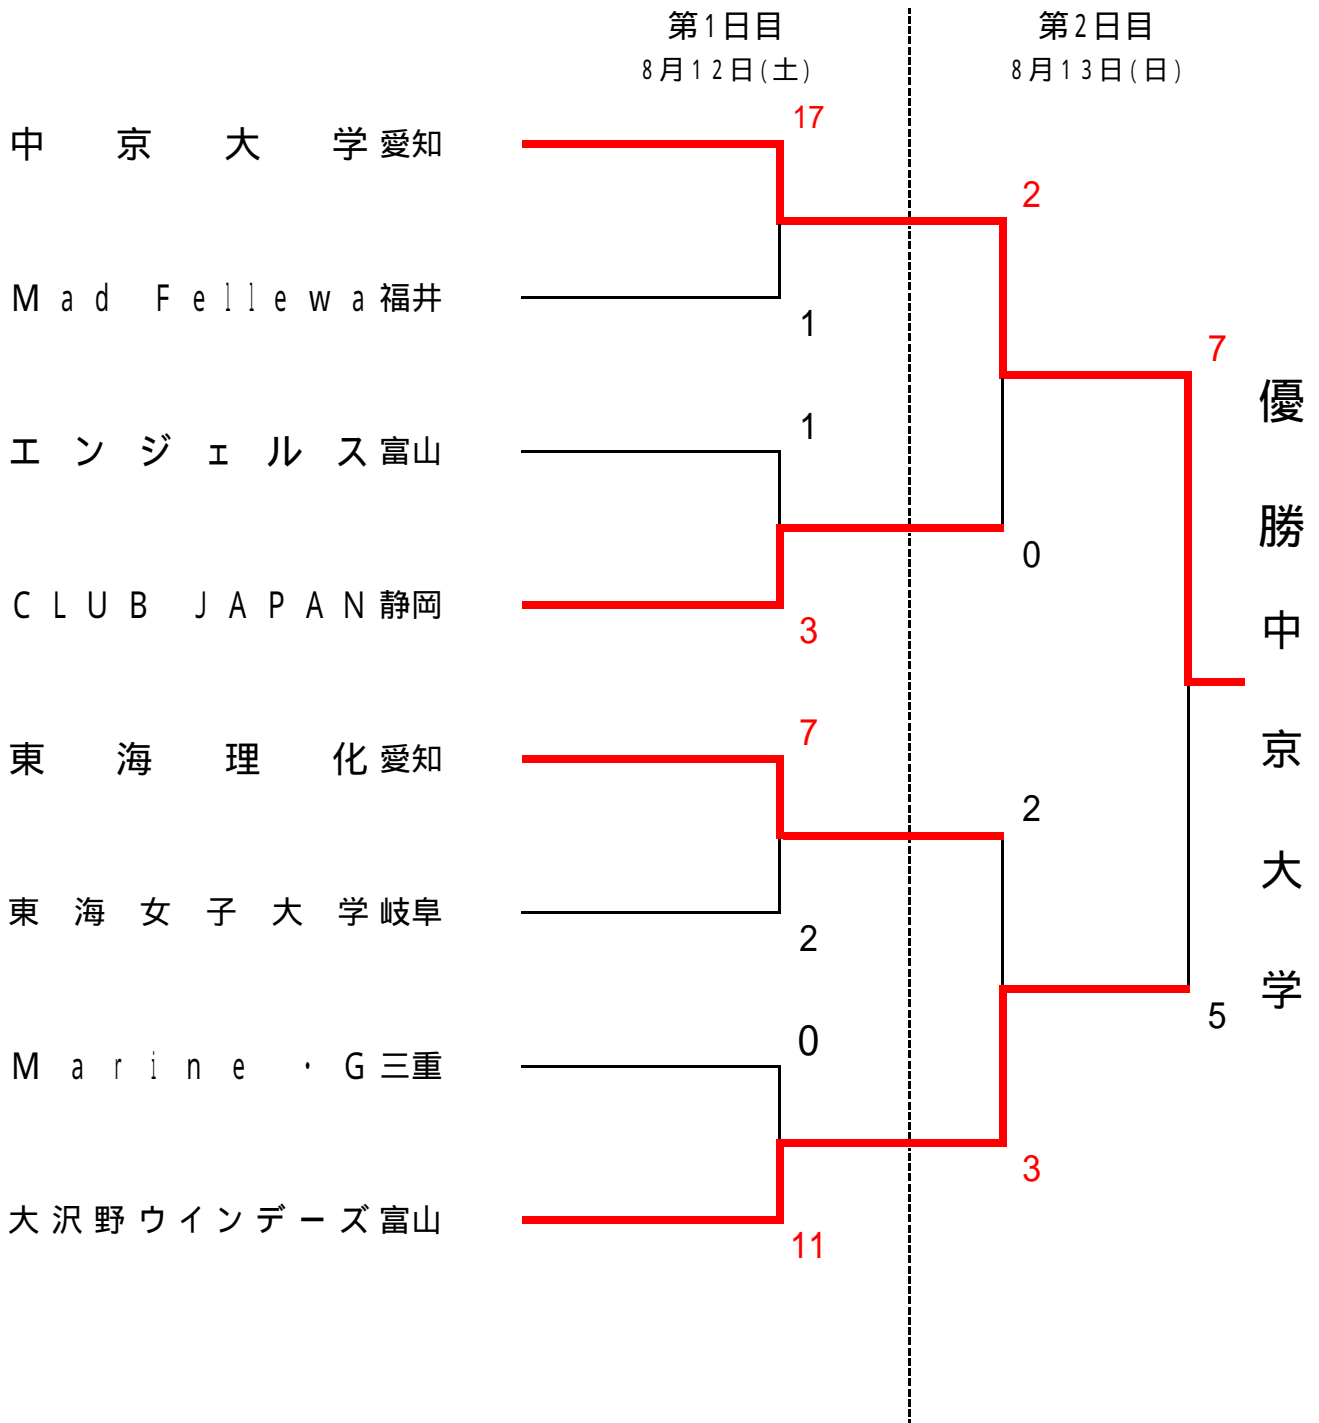 第1日目
8月12日(土)
第2日目
8月13日(日)
17
中京大学 愛知
2
Mad Fellewa 福井
1
7
1
エンジェルス 富山
0
CLUB JAPAN 静岡
3
7
東海理化 愛知
2
東海女子大学 岐阜
2
5
0
Marine・G 三重
3
大沢野ウインデーズ 富山
11
優勝 中京大学